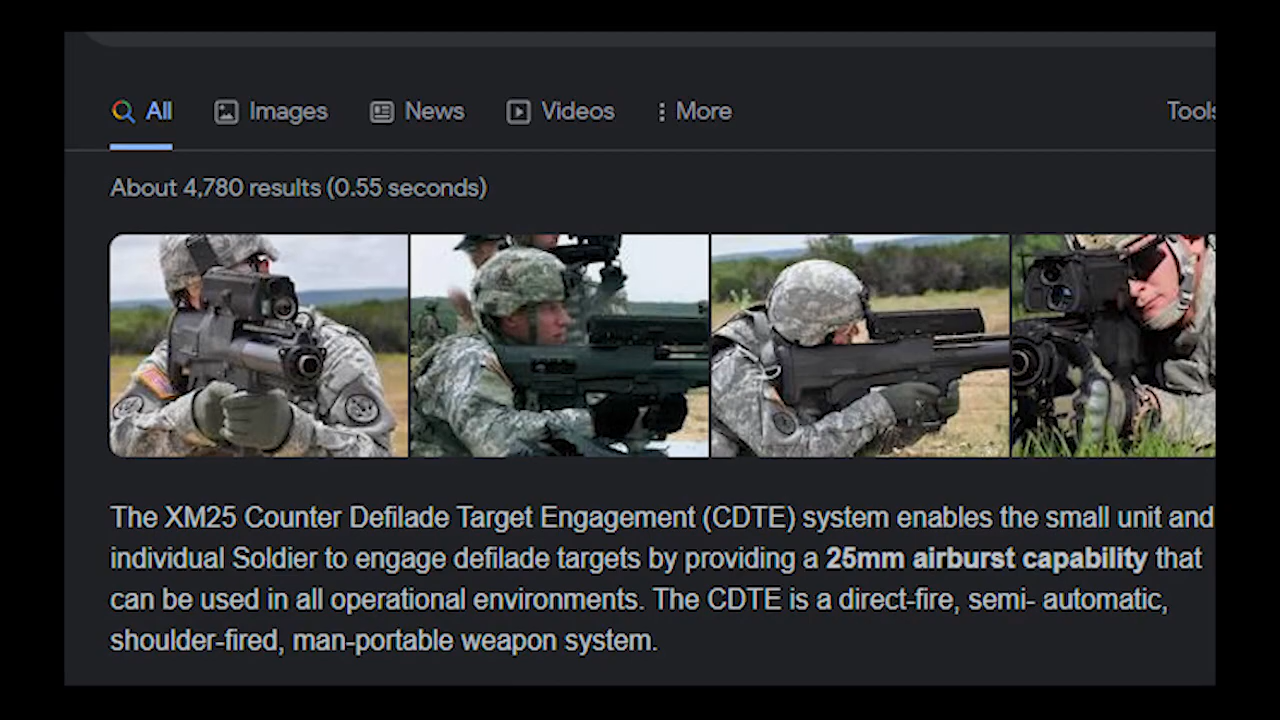 All Images News Videos More Tools
About 4,780 results (0.55 seconds)
The XM25 Counter Defilade Target Engagement (CDTE) system enables the small unit and
individual Soldier to engage defilade targets by providing a 25mm airburst capability that
can be used in all operational environments. The CDTE is a direct-fire, semi- automatic,
shoulder-fired, man-portable weapon system.